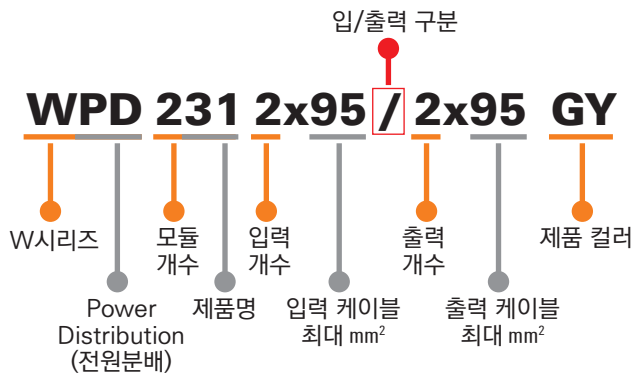 입/출력 구분
WPD 231 2x95 / 2x95 GY
W시리즈
모듈
개수
입력
개수
출력
개수
제품 컬러
Power
Distribution
(전원분배)
제품명
입력 케이블
최대 mm²
출력 케이블
최대 mm²